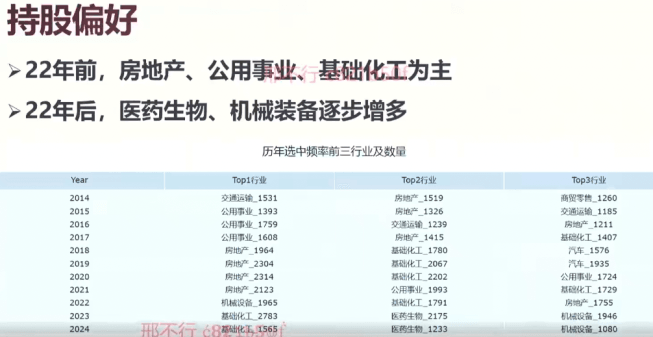 持股偏好
➢22年前，房地产、公用事业、基础化工为主
➢22年后，医药生物、机械装备逐步增多
历年选中频率前三行业及数量
Year Top1行业 Top2行业 Top3行业
2014 交通运输_1531 房地产_1519 商贸零售_1260
2015 公用事业_1393 房地产_1326 交通运输_1185
2016 公用事业_1759 交通运输_1239 房地产_1211
2017 公用事业_1608 房地产_1415 基础化工_1407
2018 房地产_1964 基础化工_1780 汽车_1576
2019 房地产_2304 基础化工_2067 汽车_1935
2020 房地产_2314 基础化工_2202 公用事业_1724
2021 房地产_2123 公用事业_1993 基础化工_1729
2022 机械设备_1965 基础化工_1791 房地产_1755
2023 基础化工_2783 医药生物_2175 机械设备_1946
2024 基础化工_1565 医药生物_1233 机械设备_1080
邢不行